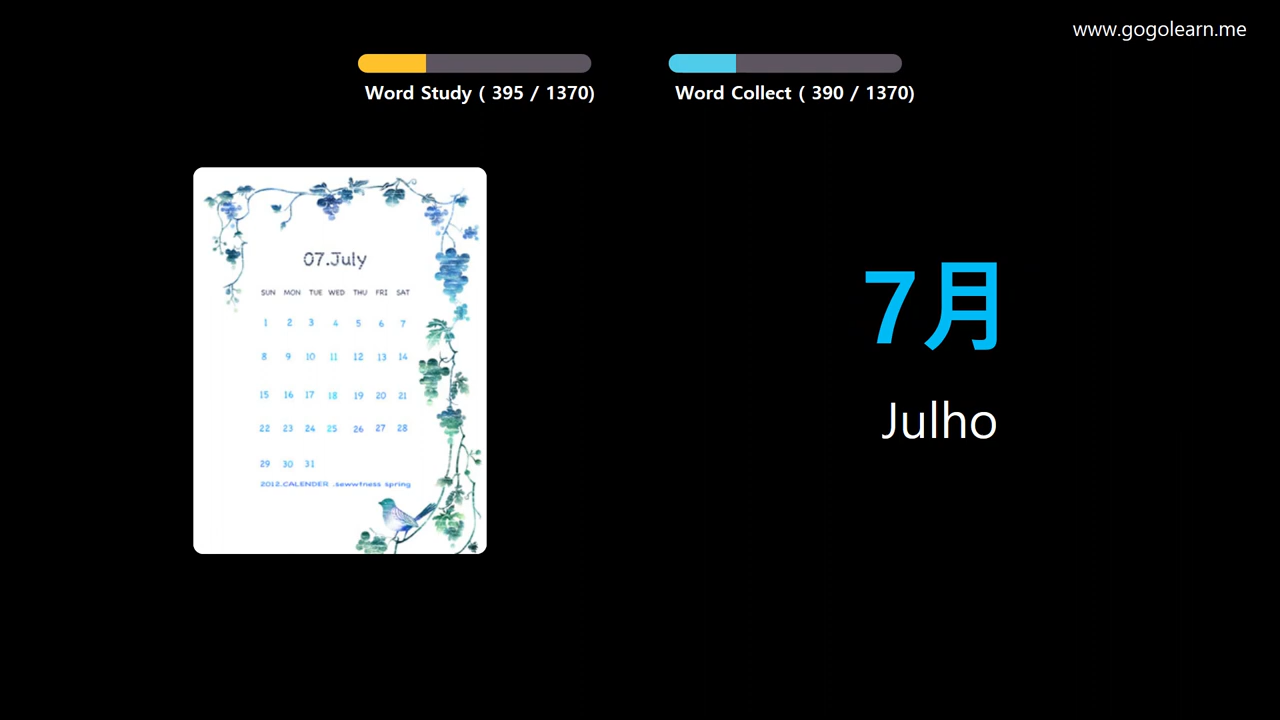 www.gogolearn.me
Word Study ( 395 / 1370)
Word Collect ( 390 / 1370)
07.July
SUN MON TUE WED THU FRI SAT
1 2 3 4 5 6 7
8 9 10 11 12 13 14
15 16 17 18 19 20 21
22 23 24 25 26 27 28
29 30 31
2012.CALENDER .sewwtness spring
7月
Julho